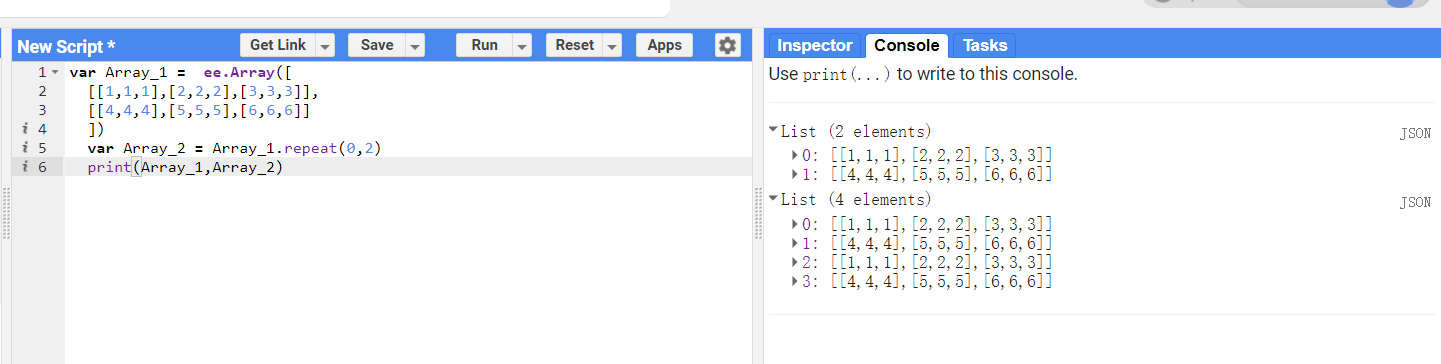 New Script *
Get Link
Save
Run
Reset
Apps
1 var Array_1 =  ee.Array([
2 [[1,1,1],[2,2,2],[3,3,3]],
3 [[4,4,4],[5,5,5],[6,6,6]]
i 4 ])
i 5 var Array_2 = Array_1.repeat(0,2)
i 6 print(Array_1,Array_2)
Inspector
Console
Tasks
Use print(...) to write to this console.
List (2 elements)
JSON
0: [[1,1,1],[2,2,2],[3,3,3]]
1: [[4,4,4],[5,5,5],[6,6,6]]
List (4 elements)
JSON
0: [[1,1,1],[2,2,2],[3,3,3]]
1: [[4,4,4],[5,5,5],[6,6,6]]
2: [[1,1,1],[2,2,2],[3,3,3]]
3: [[4,4,4],[5,5,5],[6,6,6]]